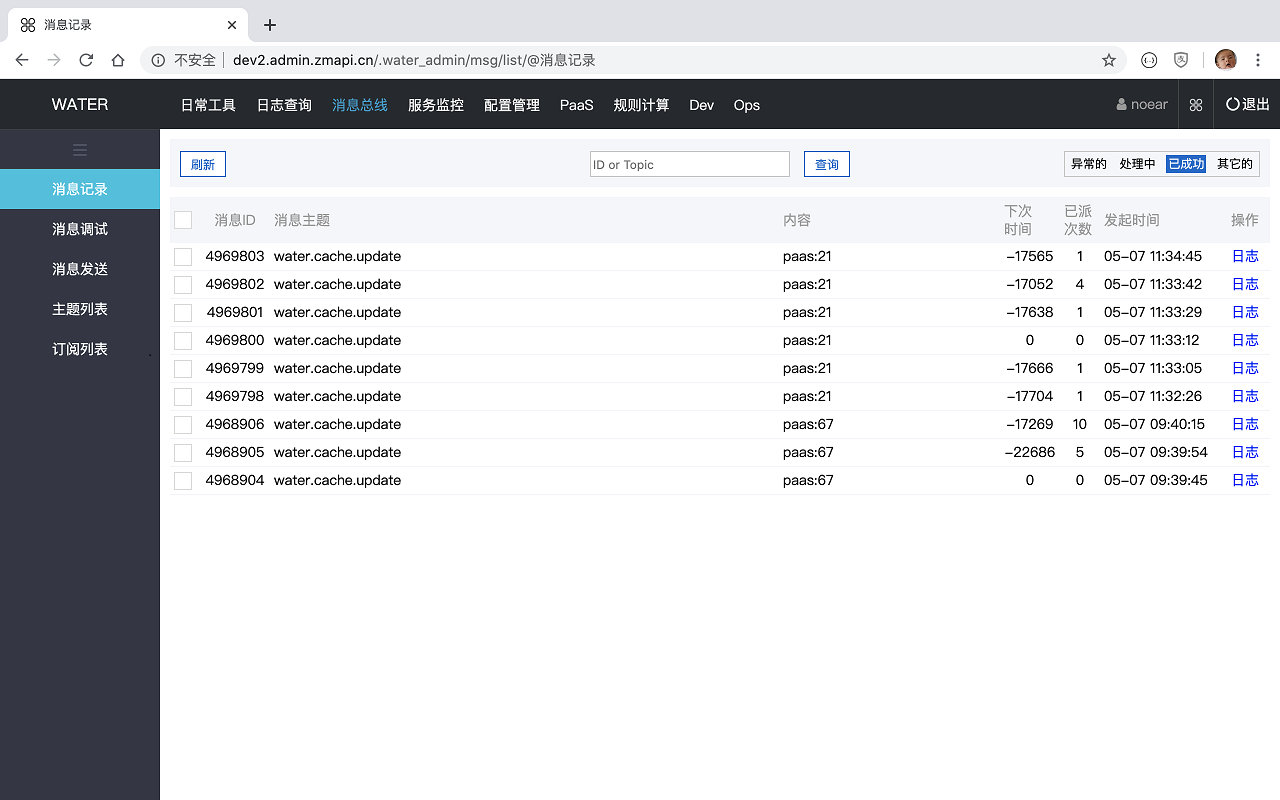 消息记录
不安全 dev2.admin.zmapi.cn/.water_admin/msg/list/@消息记录
WATER 日常工具 日志查询 消息总线 服务监控 配置管理 PaaS 规则计算 Dev Ops noear 退出
消息记录
消息调试
消息发送
主题列表
订阅列表
刷新 ID or Topic 查询 异常的 处理中 已成功 其它的
消息ID 消息主题 内容 下次时间 已派次数 发起时间 操作
4969803 water.cache.update paas:21 -17565 1 05-07 11:34:45 日志
4969802 water.cache.update paas:21 -17052 4 05-07 11:33:42 日志
4969801 water.cache.update paas:21 -17638 1 05-07 11:33:29 日志
4969800 water.cache.update paas:21 0 0 05-07 11:33:12 日志
4969799 water.cache.update paas:21 -17666 1 05-07 11:33:05 日志
4969798 water.cache.update paas:21 -17704 1 05-07 11:32:26 日志
4968906 water.cache.update paas:67 -17269 10 05-07 09:40:15 日志
4968905 water.cache.update paas:67 -22686 5 05-07 09:39:54 日志
4968904 water.cache.update paas:67 0 0 05-07 09:39:45 日志